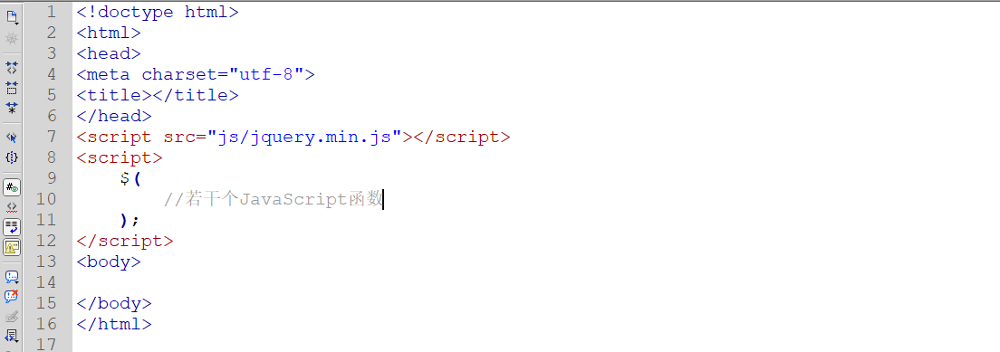 1 <!doctype html>
2 <html>
3 <head>
4 <meta charset="utf-8">
5 <title></title>
6 </head>
7 <script src="js/jquery.min.js"></script>
8 <script>
9 $(
10 //若干个JavaScript函数
11 );
12 </script>
13 <body>
14
15 </body>
16 </html>
17